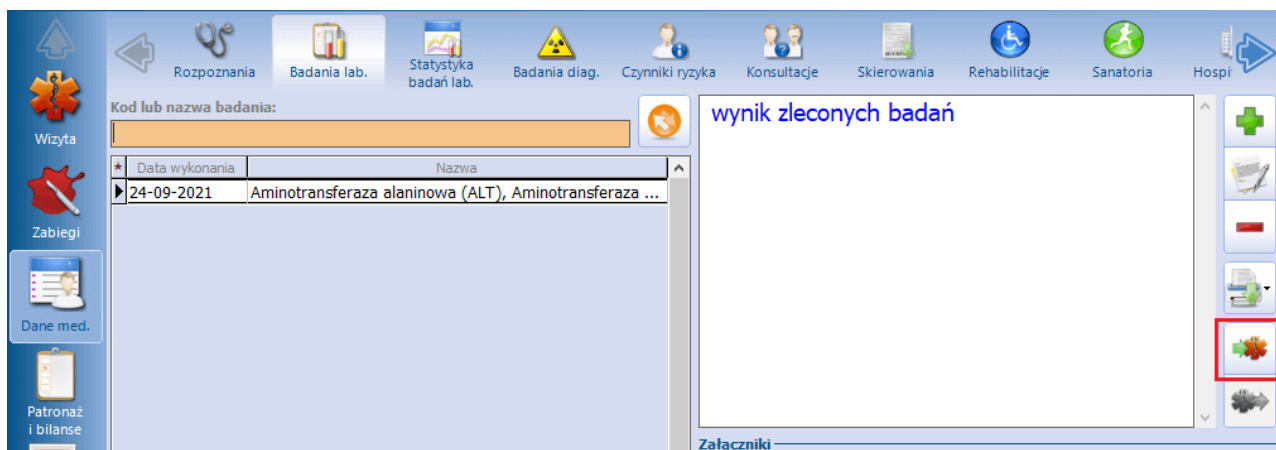 Rozpoznania
Badania lab.
Statystyka
badań lab.
Badania diag.
Czynniki ryzyka
Konsultacje
Skierowania
Rehabilitacje
Sanatoria
Hospi
Wizyta
Zabiegi
Dane med.
Patronaż
i bilanse
Kod lub nazwa badania:
* Data wykonania Nazwa
24-09-2021 Aminotransferaza alaninowa (ALT), Aminotransferaza ...
wynik zleconych badań
Załączniki